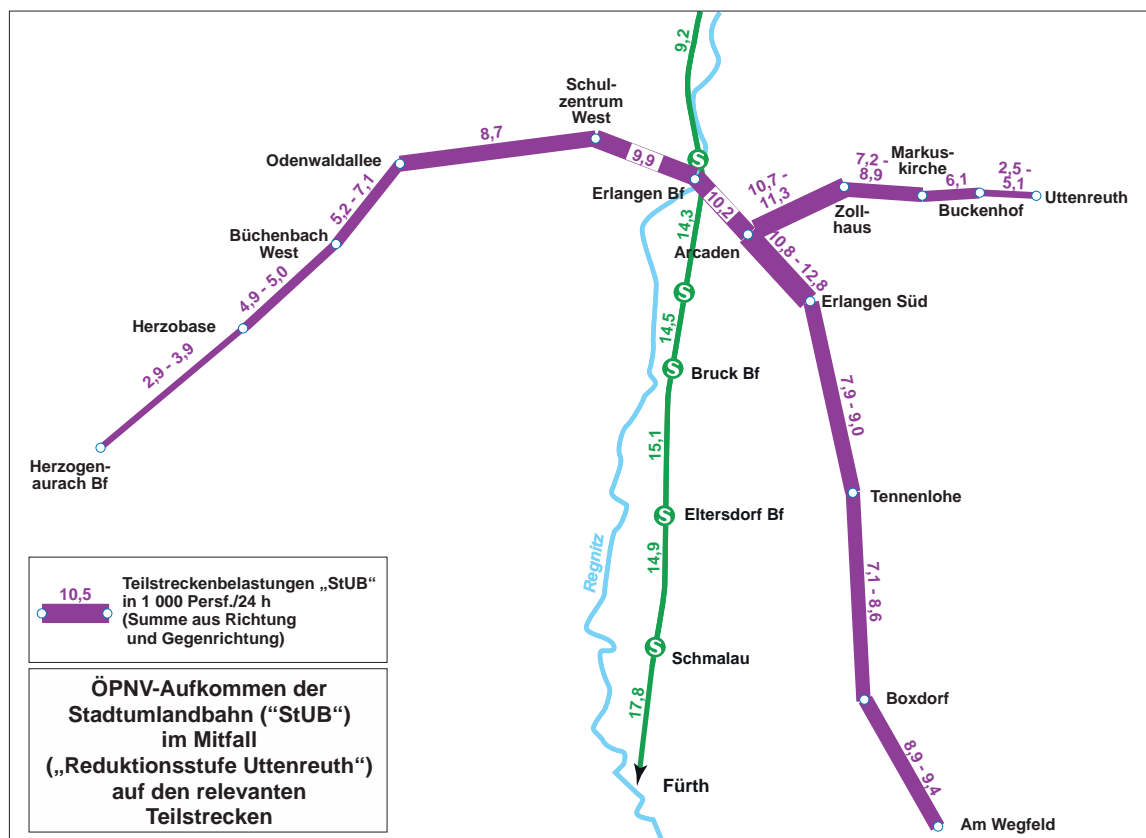 9,2
Schul-
zentrum
West
8,7
9,9
Odenwaldallee
Erlangen Bf
10,2
10,7 -
11,3
7,2 -
8,9
Markus-
kirche
6,1
2,5 -
5,1
Zoll-
haus
Buckenhof
Uttenreuth
5,2 - 7,1
Büchenbach
West
14,3
Arcaden
10,8 - 12,8
Erlangen Süd
4,9 - 5,0
Herzobase
14,5
Bruck Bf
2,9 - 3,9
7,9 - 9,0
Herzogen-
aurach Bf
15,1
Tennenlohe
Eltersdorf Bf
Regnitz
14,9
7,1 - 8,6
Schmalau
17,8
Boxdorf
8,9 - 9,4
Fürth
Am Wegfeld
S
S
S
S
S
10,5
Teilstreckenbelastungen „StUB“
in 1 000 Persf./24 h
(Summe aus Richtung
und Gegenrichtung)
ÖPNV-Aufkommen der
Stadtumlandbahn (“StUB”)
im Mitfall
(„Reduktionsstufe Uttenreuth“)
auf den relevanten
Teilstrecken